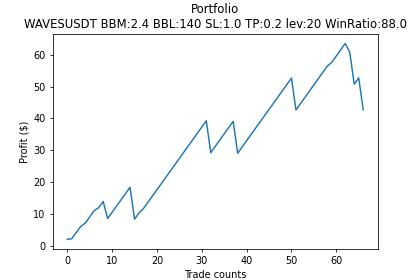 Portfolio
WAVESUSDT BBM:2.4 BBL:140 SL:1.0 TP:0.2 lev:20 WinRatio:88.0
60
50
40
30
20
10
0
Profit ($)
0 10 20 30 40 50 60
Trade counts